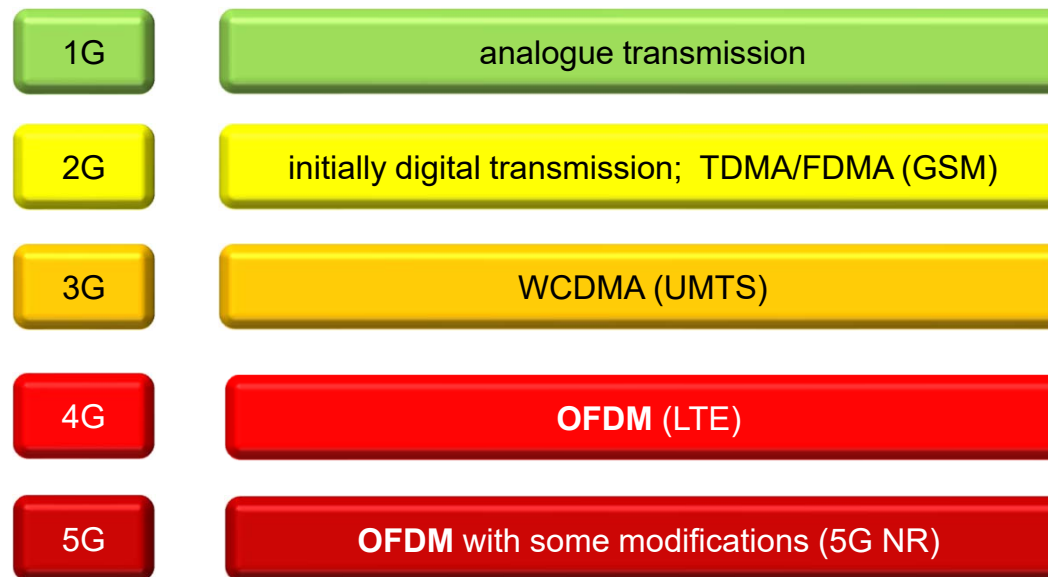 1G
analogue transmission
2G
initially digital transmission;  TDMA/FDMA (GSM)
3G
WCDMA (UMTS)
4G
OFDM (LTE)
5G
OFDM with some modifications (5G NR)